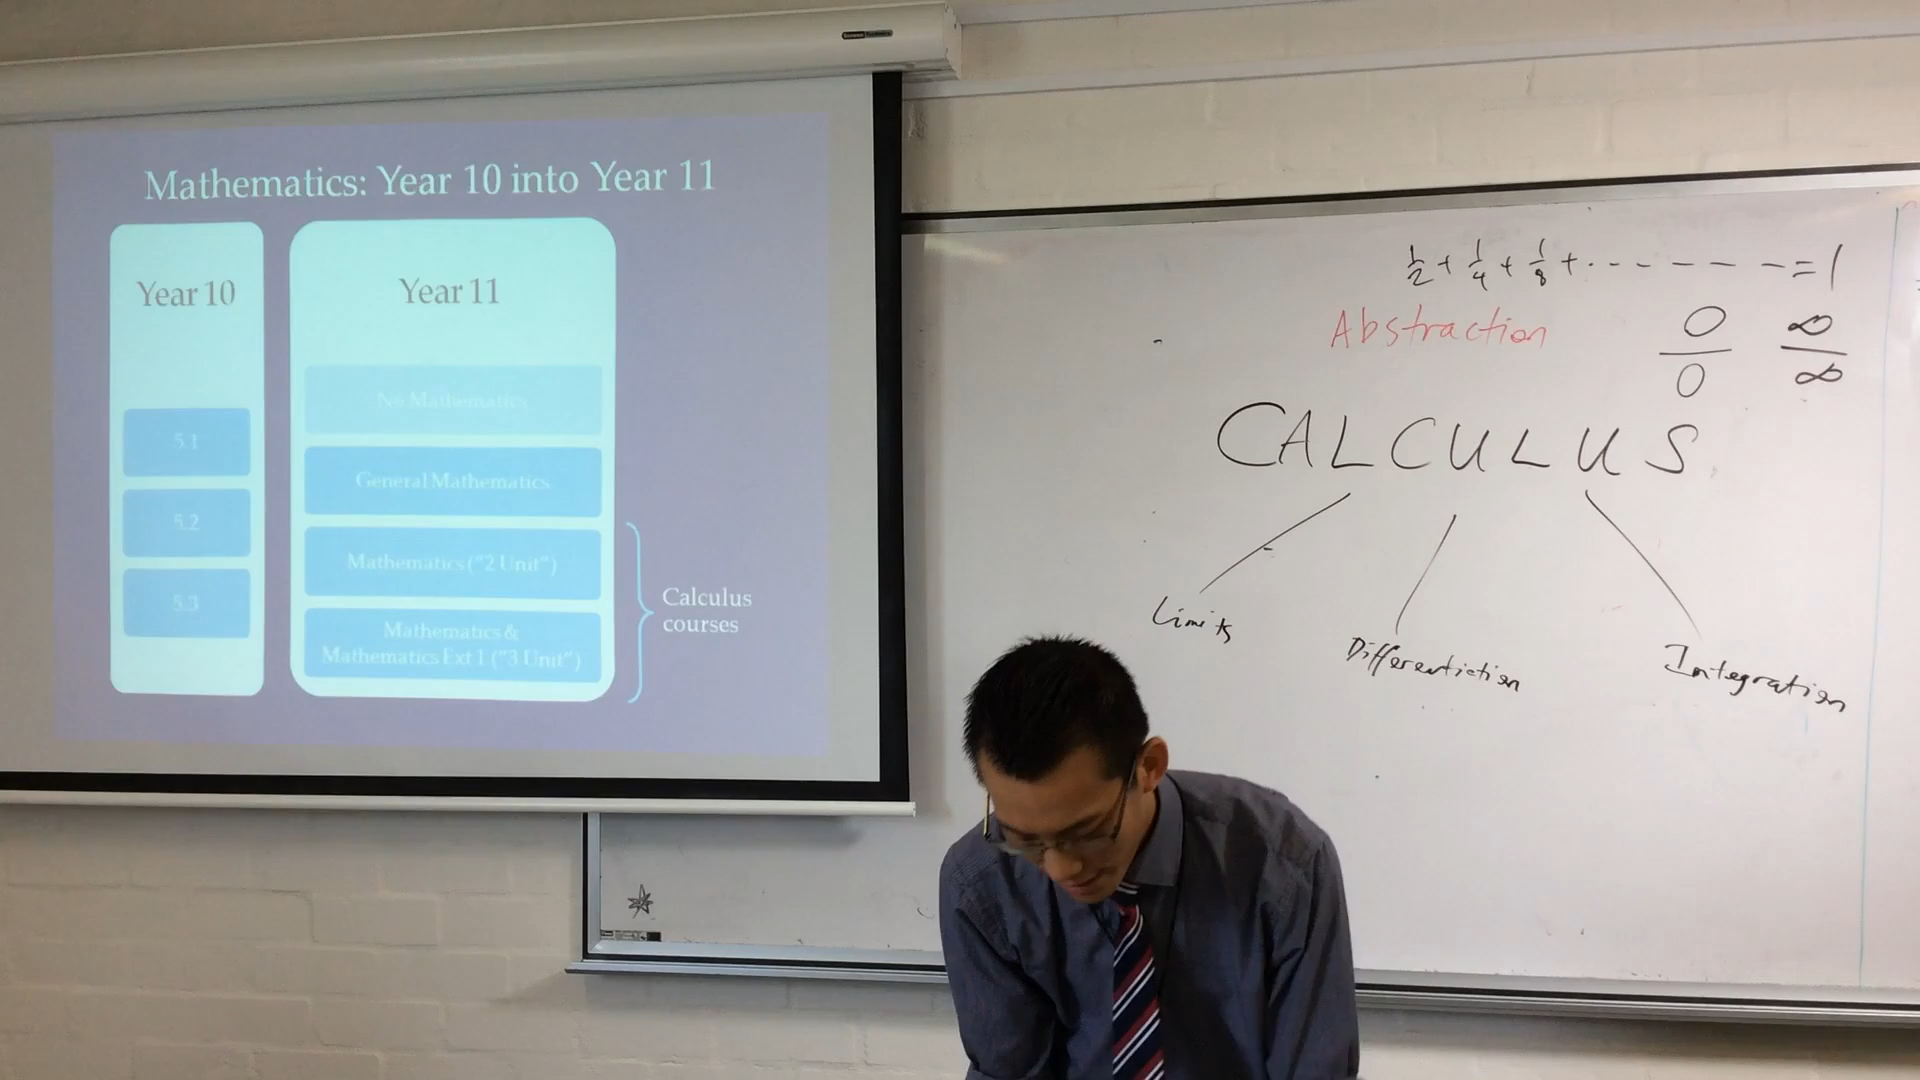 Mathematics: Year 10 into Year 11
Year 10
5.1
5.2
5.3
Year 11
No Mathematics
General Mathematics
Mathematics ("2 Unit")
Mathematics &
Mathematics Ext 1 ("3 Unit")
Calculus
courses
1/2 + 1/4 + 1/8 + . - - - - - - = 1
Abstraction
0/0 ∞/∞
CALCULUS
Limits
Differentiction
Integration